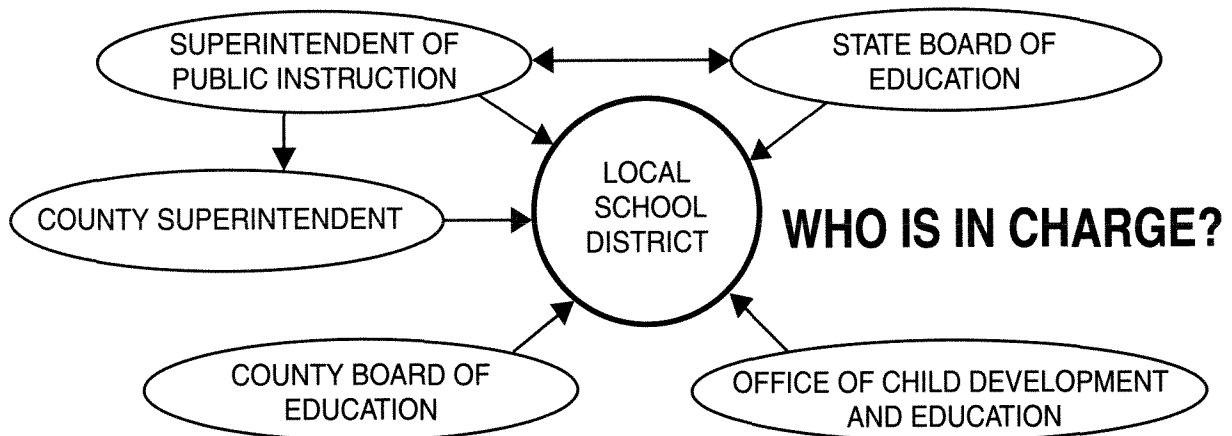 SUPERINTENDENT OF
PUBLIC INSTRUCTION
STATE BOARD OF
EDUCATION
LOCAL
SCHOOL
DISTRICT
COUNTY SUPERINTENDENT
WHO IS IN CHARGE?
COUNTY BOARD OF
EDUCATION
OFFICE OF CHILD DEVELOPMENT
AND EDUCATION